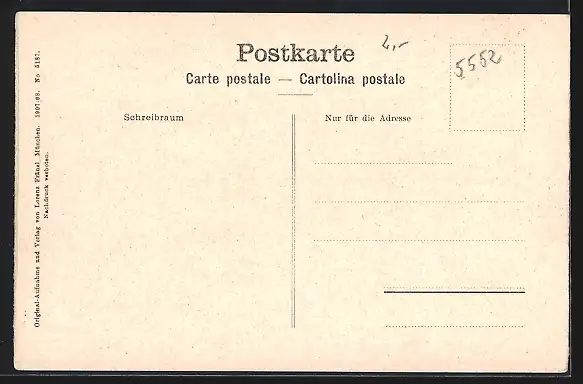 Postkarte
Carte postale — Cartolina postale
2,-
5552
Schreibraum
Nur für die Adresse
Original-Aufnahme und Verlag von Lorenz Fränzl, München. 1907-08. No 5187.
Nachdruck verboten.